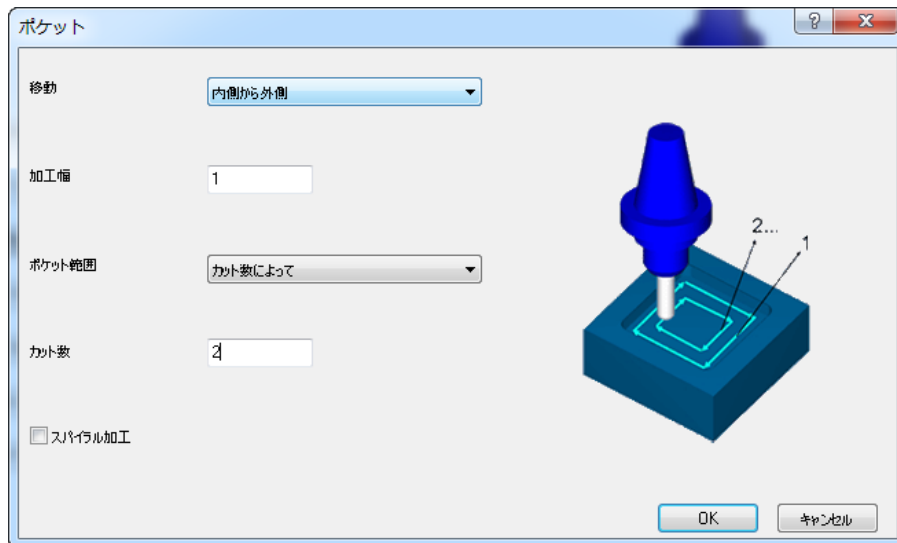 ポケット
移動
内側から外側
加工幅
1
ポケット範囲
カット数によって
カット数
2
スパイラル加工
2...
1
OK
キャンセル